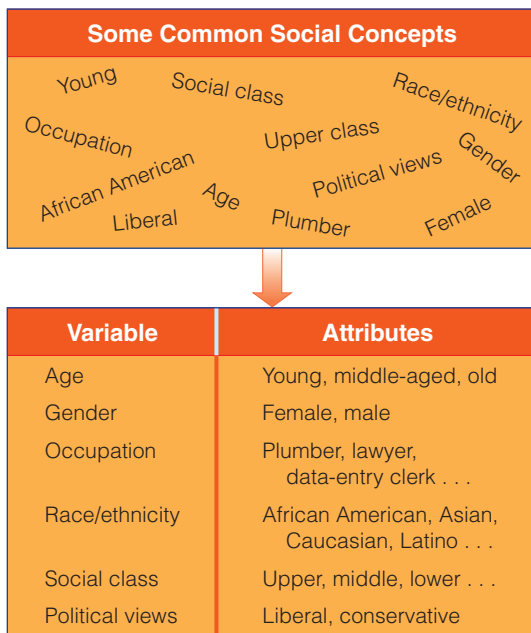 Some Common Social Concepts
Young
Social class
Race/ethnicity
Occupation
Upper class
Gender
African American
Age
Political views
Liberal
Plumber
Female
Variable Attributes
Age Young, middle-aged, old
Gender Female, male
Occupation Plumber, lawyer,
data-entry clerk . . .
Race/ethnicity African American, Asian,
Caucasian, Latino . . .
Social class Upper, middle, lower . . .
Political views Liberal, conservative